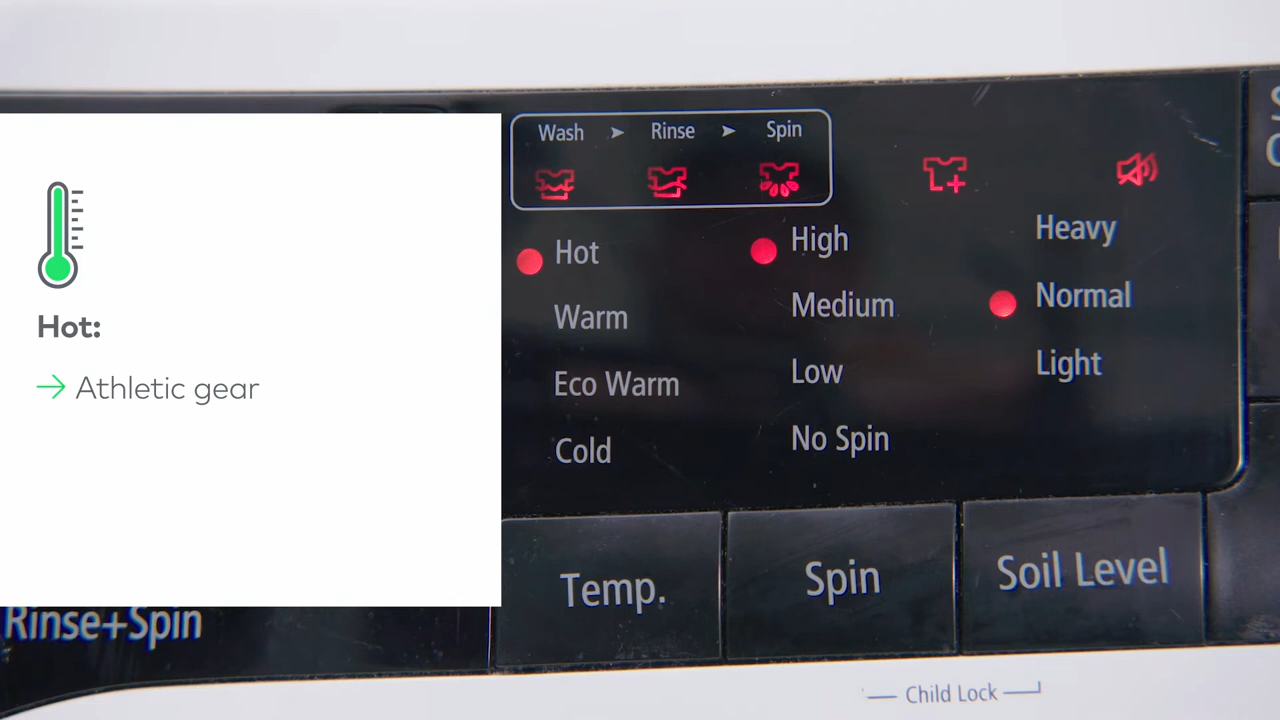 Hot:
→ Athletic gear
Wash ➤ Rinse ➤ Spin
Hot
Warm
Eco Warm
Cold
High
Medium
Low
No Spin
Heavy
Normal
Light
Temp.
Spin
Soil Level
Rinse+Spin
Child Lock